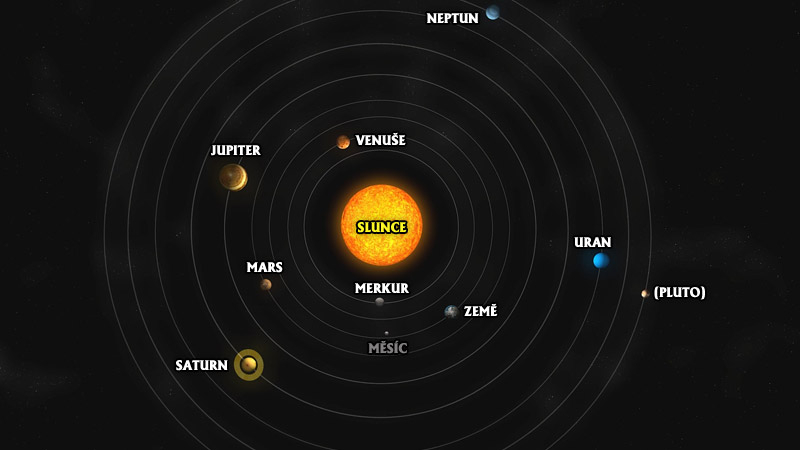 NEPTUN
VENUŠE
JUPITER
SLUNCE
URAN
MARS
MERKUR
(PLUTO)
ZEMĚ
MĚSÍC
SATURN